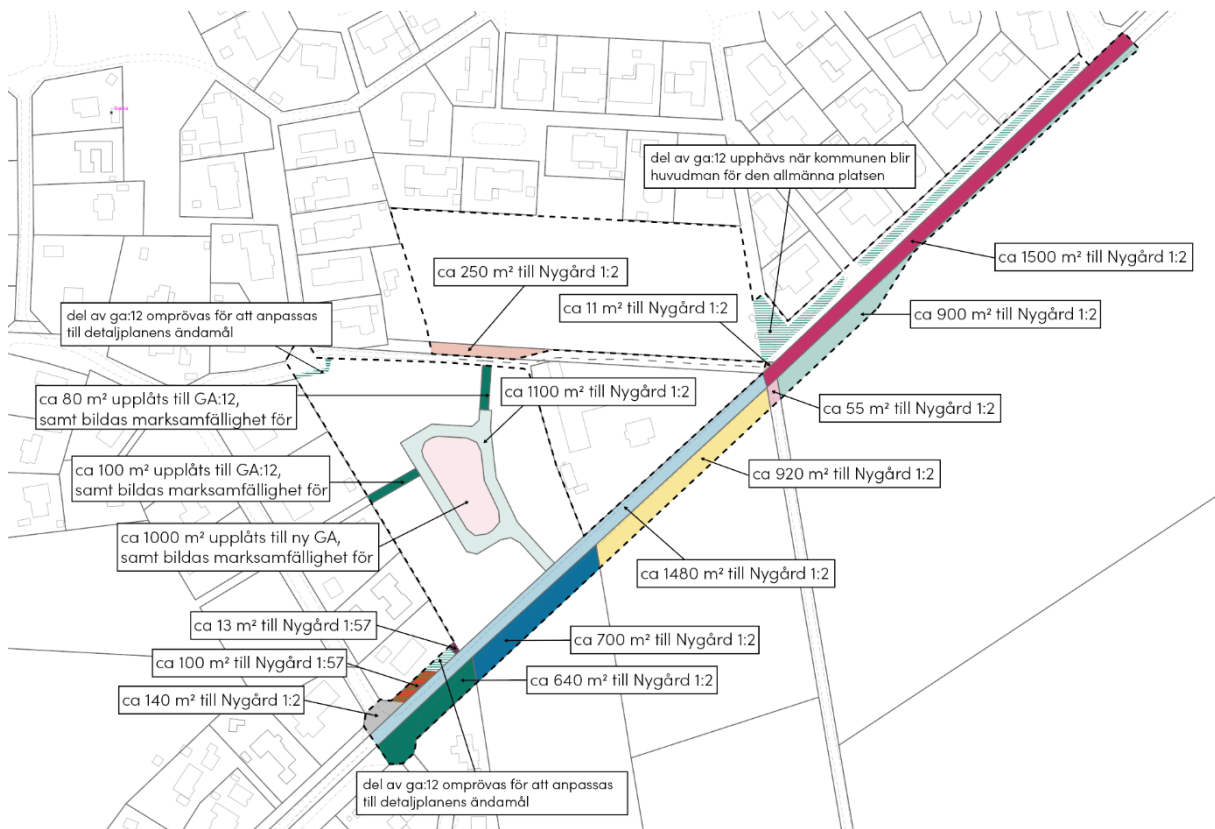 del av ga:12 upphävs när kommunen blir
huvudman för den allmänna platsen
ca 1500 m² till Nygård 1:2
ca 250 m² till Nygård 1:2
ca 11 m² till Nygård 1:2
ca 900 m² till Nygård 1:2
del av ga:12 omprövas för att anpassas
till detaljplanens ändamål
ca 80 m² upplåts till GA:12,
samt bildas marksamfällighet för
ca 1100 m² till Nygård 1:2
ca 55 m² till Nygård 1:2
ca 100 m² upplåts till GA:12,
samt bildas marksamfällighet för
ca 920 m² till Nygård 1:2
ca 1000 m² upplåts till ny GA,
samt bildas marksamfällighet för
ca 1480 m² till Nygård 1:2
ca 13 m² till Nygård 1:57
ca 700 m² till Nygård 1:2
ca 100 m² till Nygård 1:57
ca 640 m² till Nygård 1:2
ca 140 m² till Nygård 1:2
del av ga:12 omprövas för att anpassas
till detaljplanens ändamål